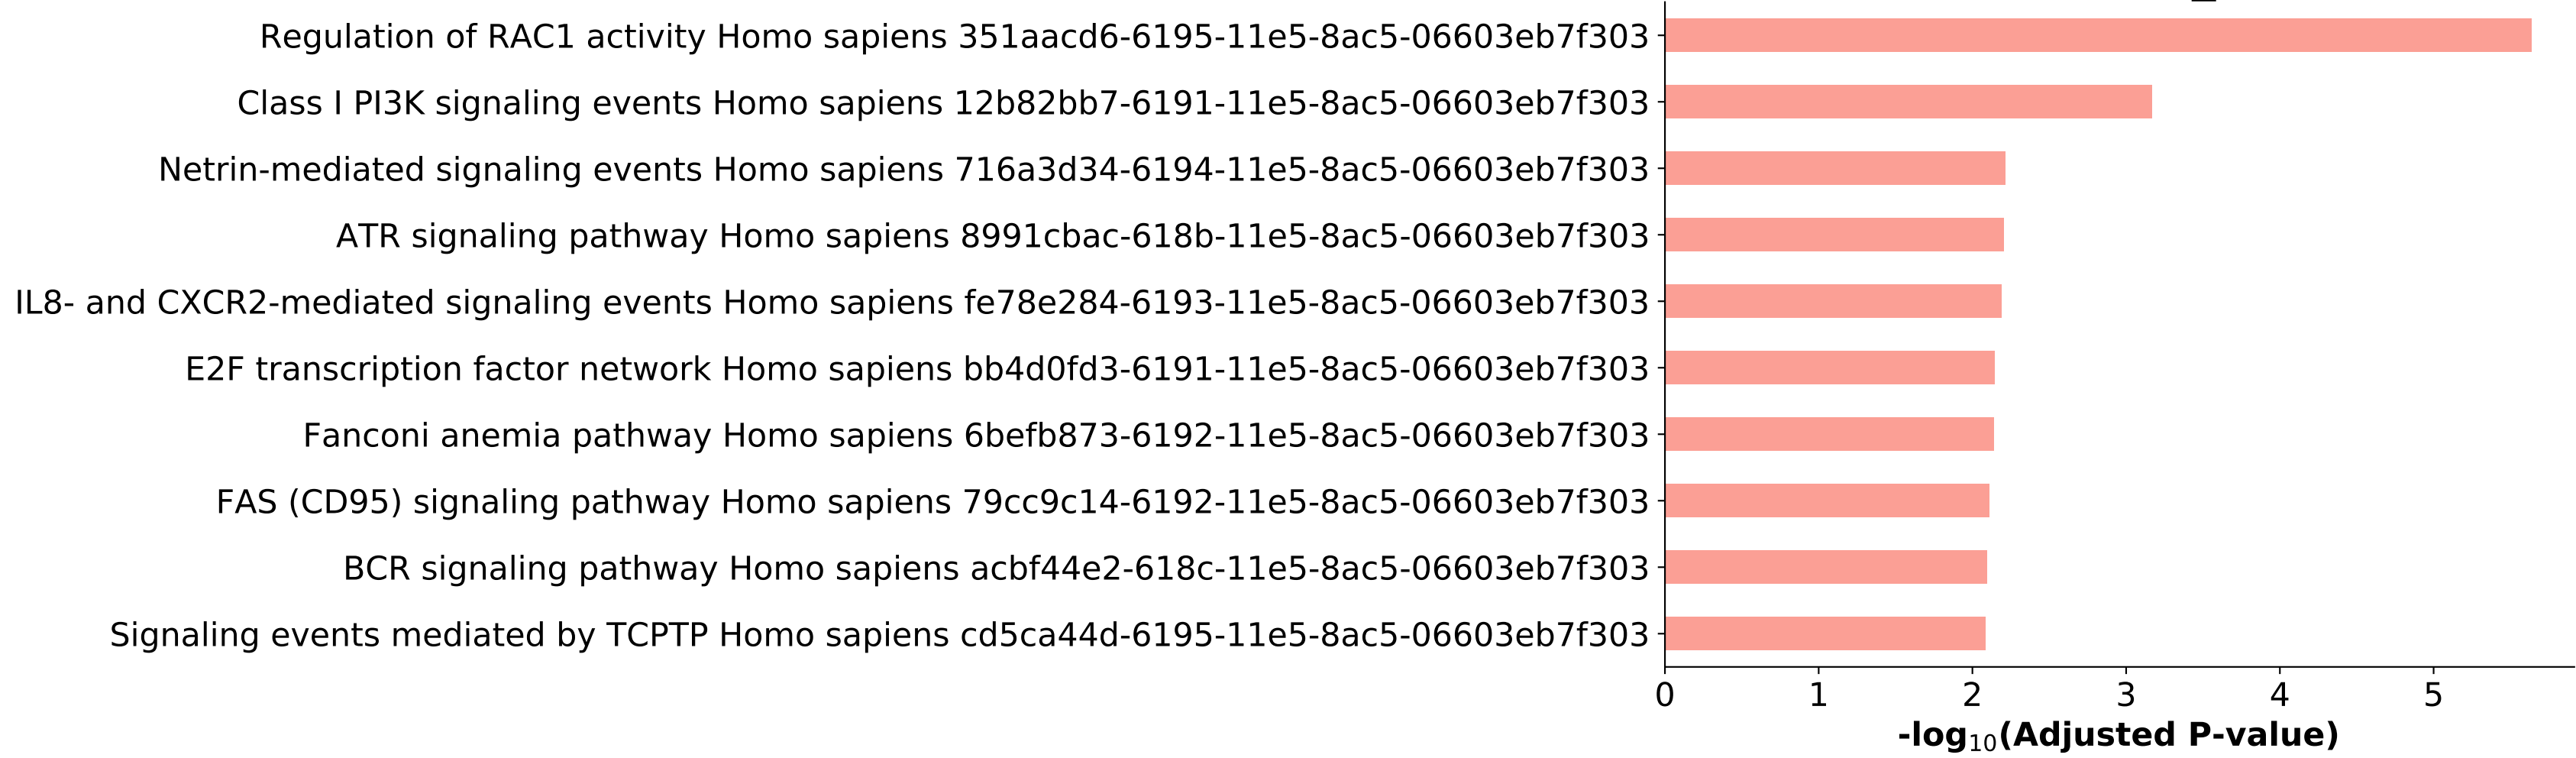 Regulation of RAC1 activity Homo sapiens 351aacd6-6195-11e5-8ac5-06603eb7f303
Class I PI3K signaling events Homo sapiens 12b82bb7-6191-11e5-8ac5-06603eb7f303
Netrin-mediated signaling events Homo sapiens 716a3d34-6194-11e5-8ac5-06603eb7f303
ATR signaling pathway Homo sapiens 8991cbac-618b-11e5-8ac5-06603eb7f303
IL8- and CXCR2-mediated signaling events Homo sapiens fe78e284-6193-11e5-8ac5-06603eb7f303
E2F transcription factor network Homo sapiens bb4d0fd3-6191-11e5-8ac5-06603eb7f303
Fanconi anemia pathway Homo sapiens 6befb873-6192-11e5-8ac5-06603eb7f303
FAS (CD95) signaling pathway Homo sapiens 79cc9c14-6192-11e5-8ac5-06603eb7f303
BCR signaling pathway Homo sapiens acbf44e2-618c-11e5-8ac5-06603eb7f303
Signaling events mediated by TCPTP Homo sapiens cd5ca44d-6195-11e5-8ac5-06603eb7f303
0 1 2 3 4 5
-log₁₀(Adjusted P-value)